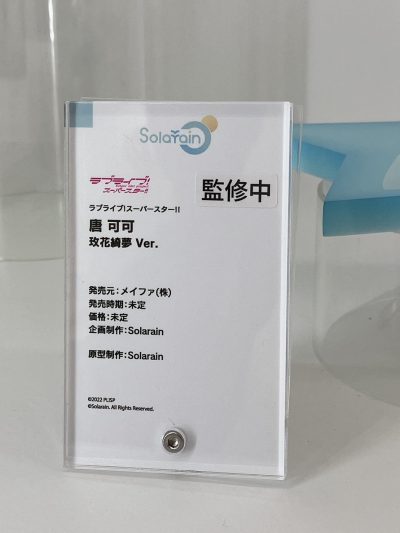 Solarain
ラブライブ!
スーパースター!!
監修中
ラブライブ!スーパースター!!
唐 可可
玫花綺夢 Ver.
発売元:メイファ(株)
発売時期:未定
価格:未定
企画制作:Solarain
原型制作:Solarain
©2022 PLSP
©Solarain. All Rights Reserved.